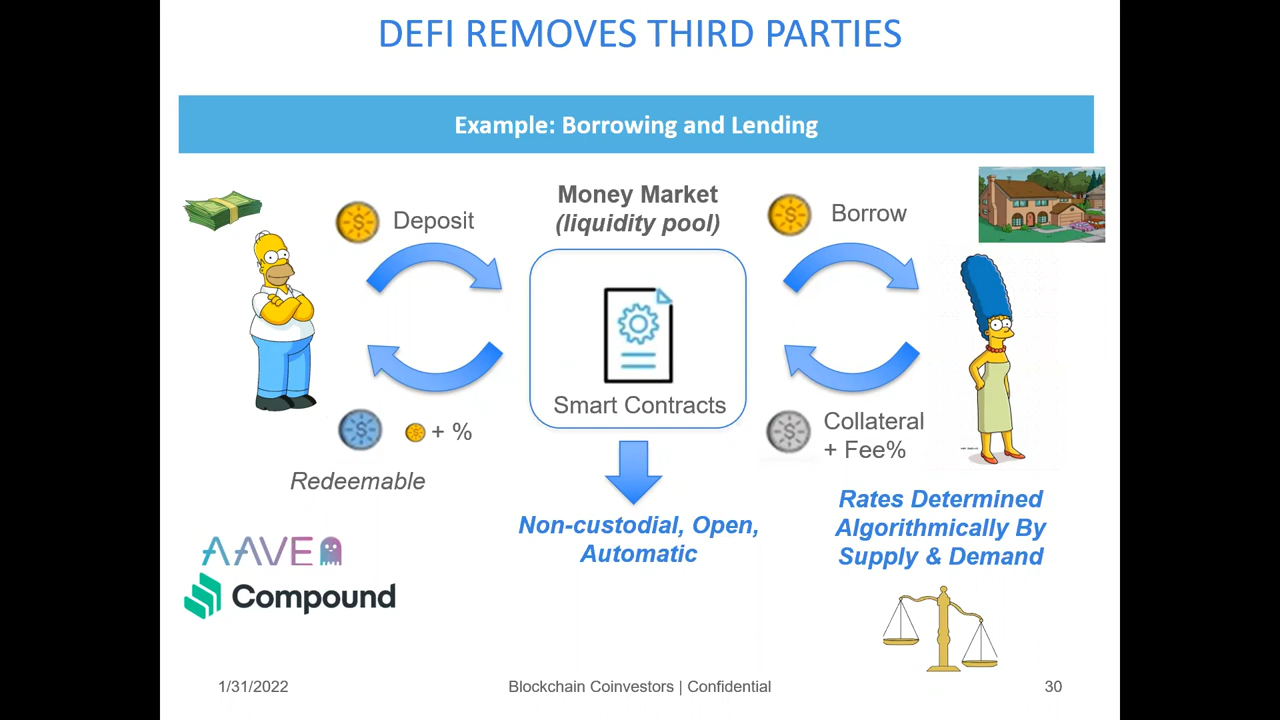 DEFI REMOVES THIRD PARTIES
Example: Borrowing and Lending
Deposit
Money Market
(liquidity pool)
Borrow
Smart Contracts
+ %
Redeemable
Collateral
+ Fee%
Non-custodial, Open,
Automatic
Rates Determined
Algorithmically By
Supply & Demand
AAVE
Compound
1/31/2022
Blockchain Coinvestors | Confidential
30